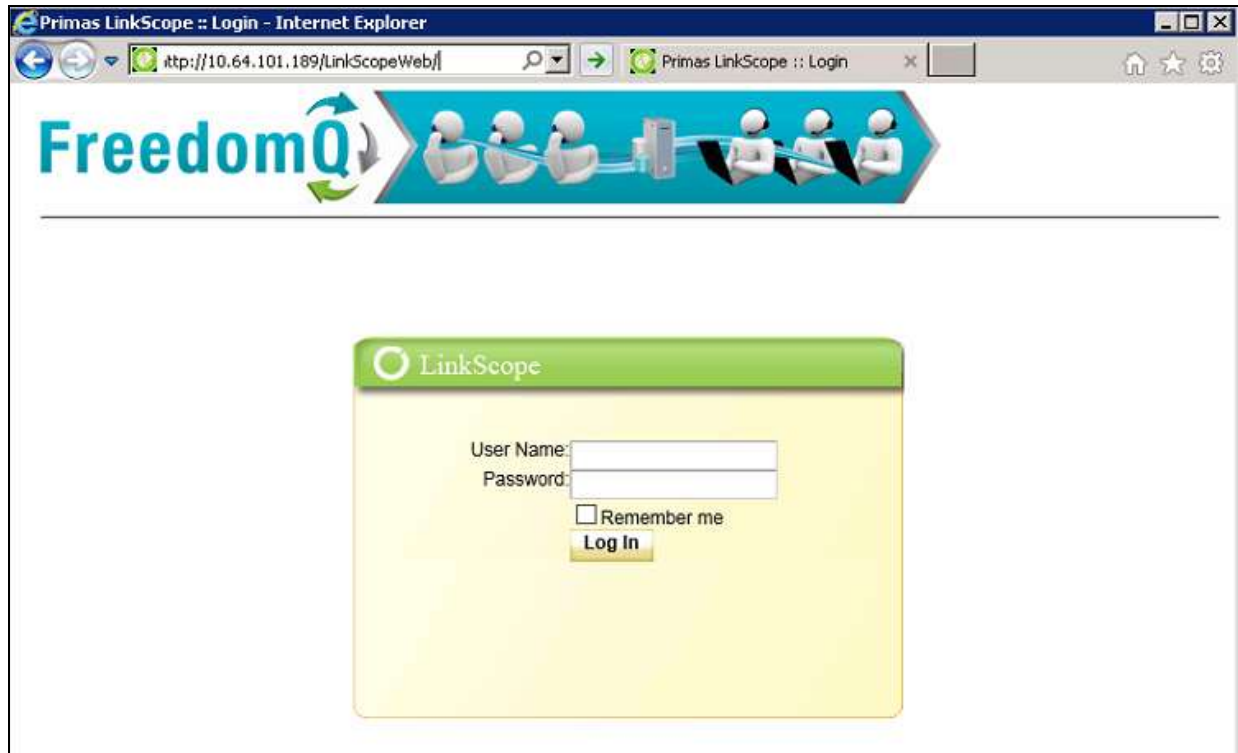 Primas LinkScope :: Login - Internet Explorer
ttp://10.64.101.189/LinkScopeWeb/
Primas LinkScope :: Login
FreedomQ
LinkScope
User Name:
Password:
Remember me
Log In